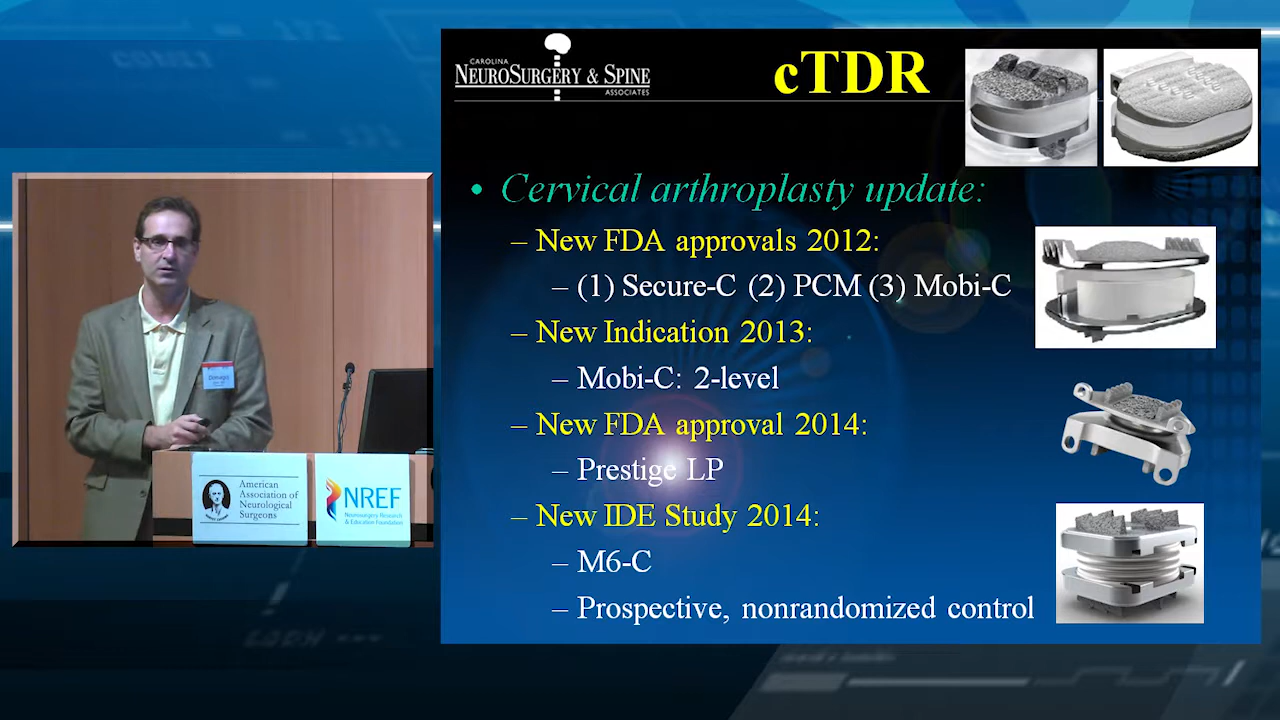 CAROLINA
NEUROSURGERY & SPINE
ASSOCIATES
cTDR
• Cervical arthroplasty update:
– New FDA approvals 2012:
– (1) Secure-C (2) PCM (3) Mobi-C
– New Indication 2013:
– Mobi-C: 2-level
– New FDA approval 2014:
– Prestige LP
– New IDE Study 2014:
– M6-C
– Prospective, nonrandomized control
American
Association of
Neurological
Surgeons
NREF
Neurosurgery Research
& Education Foundation